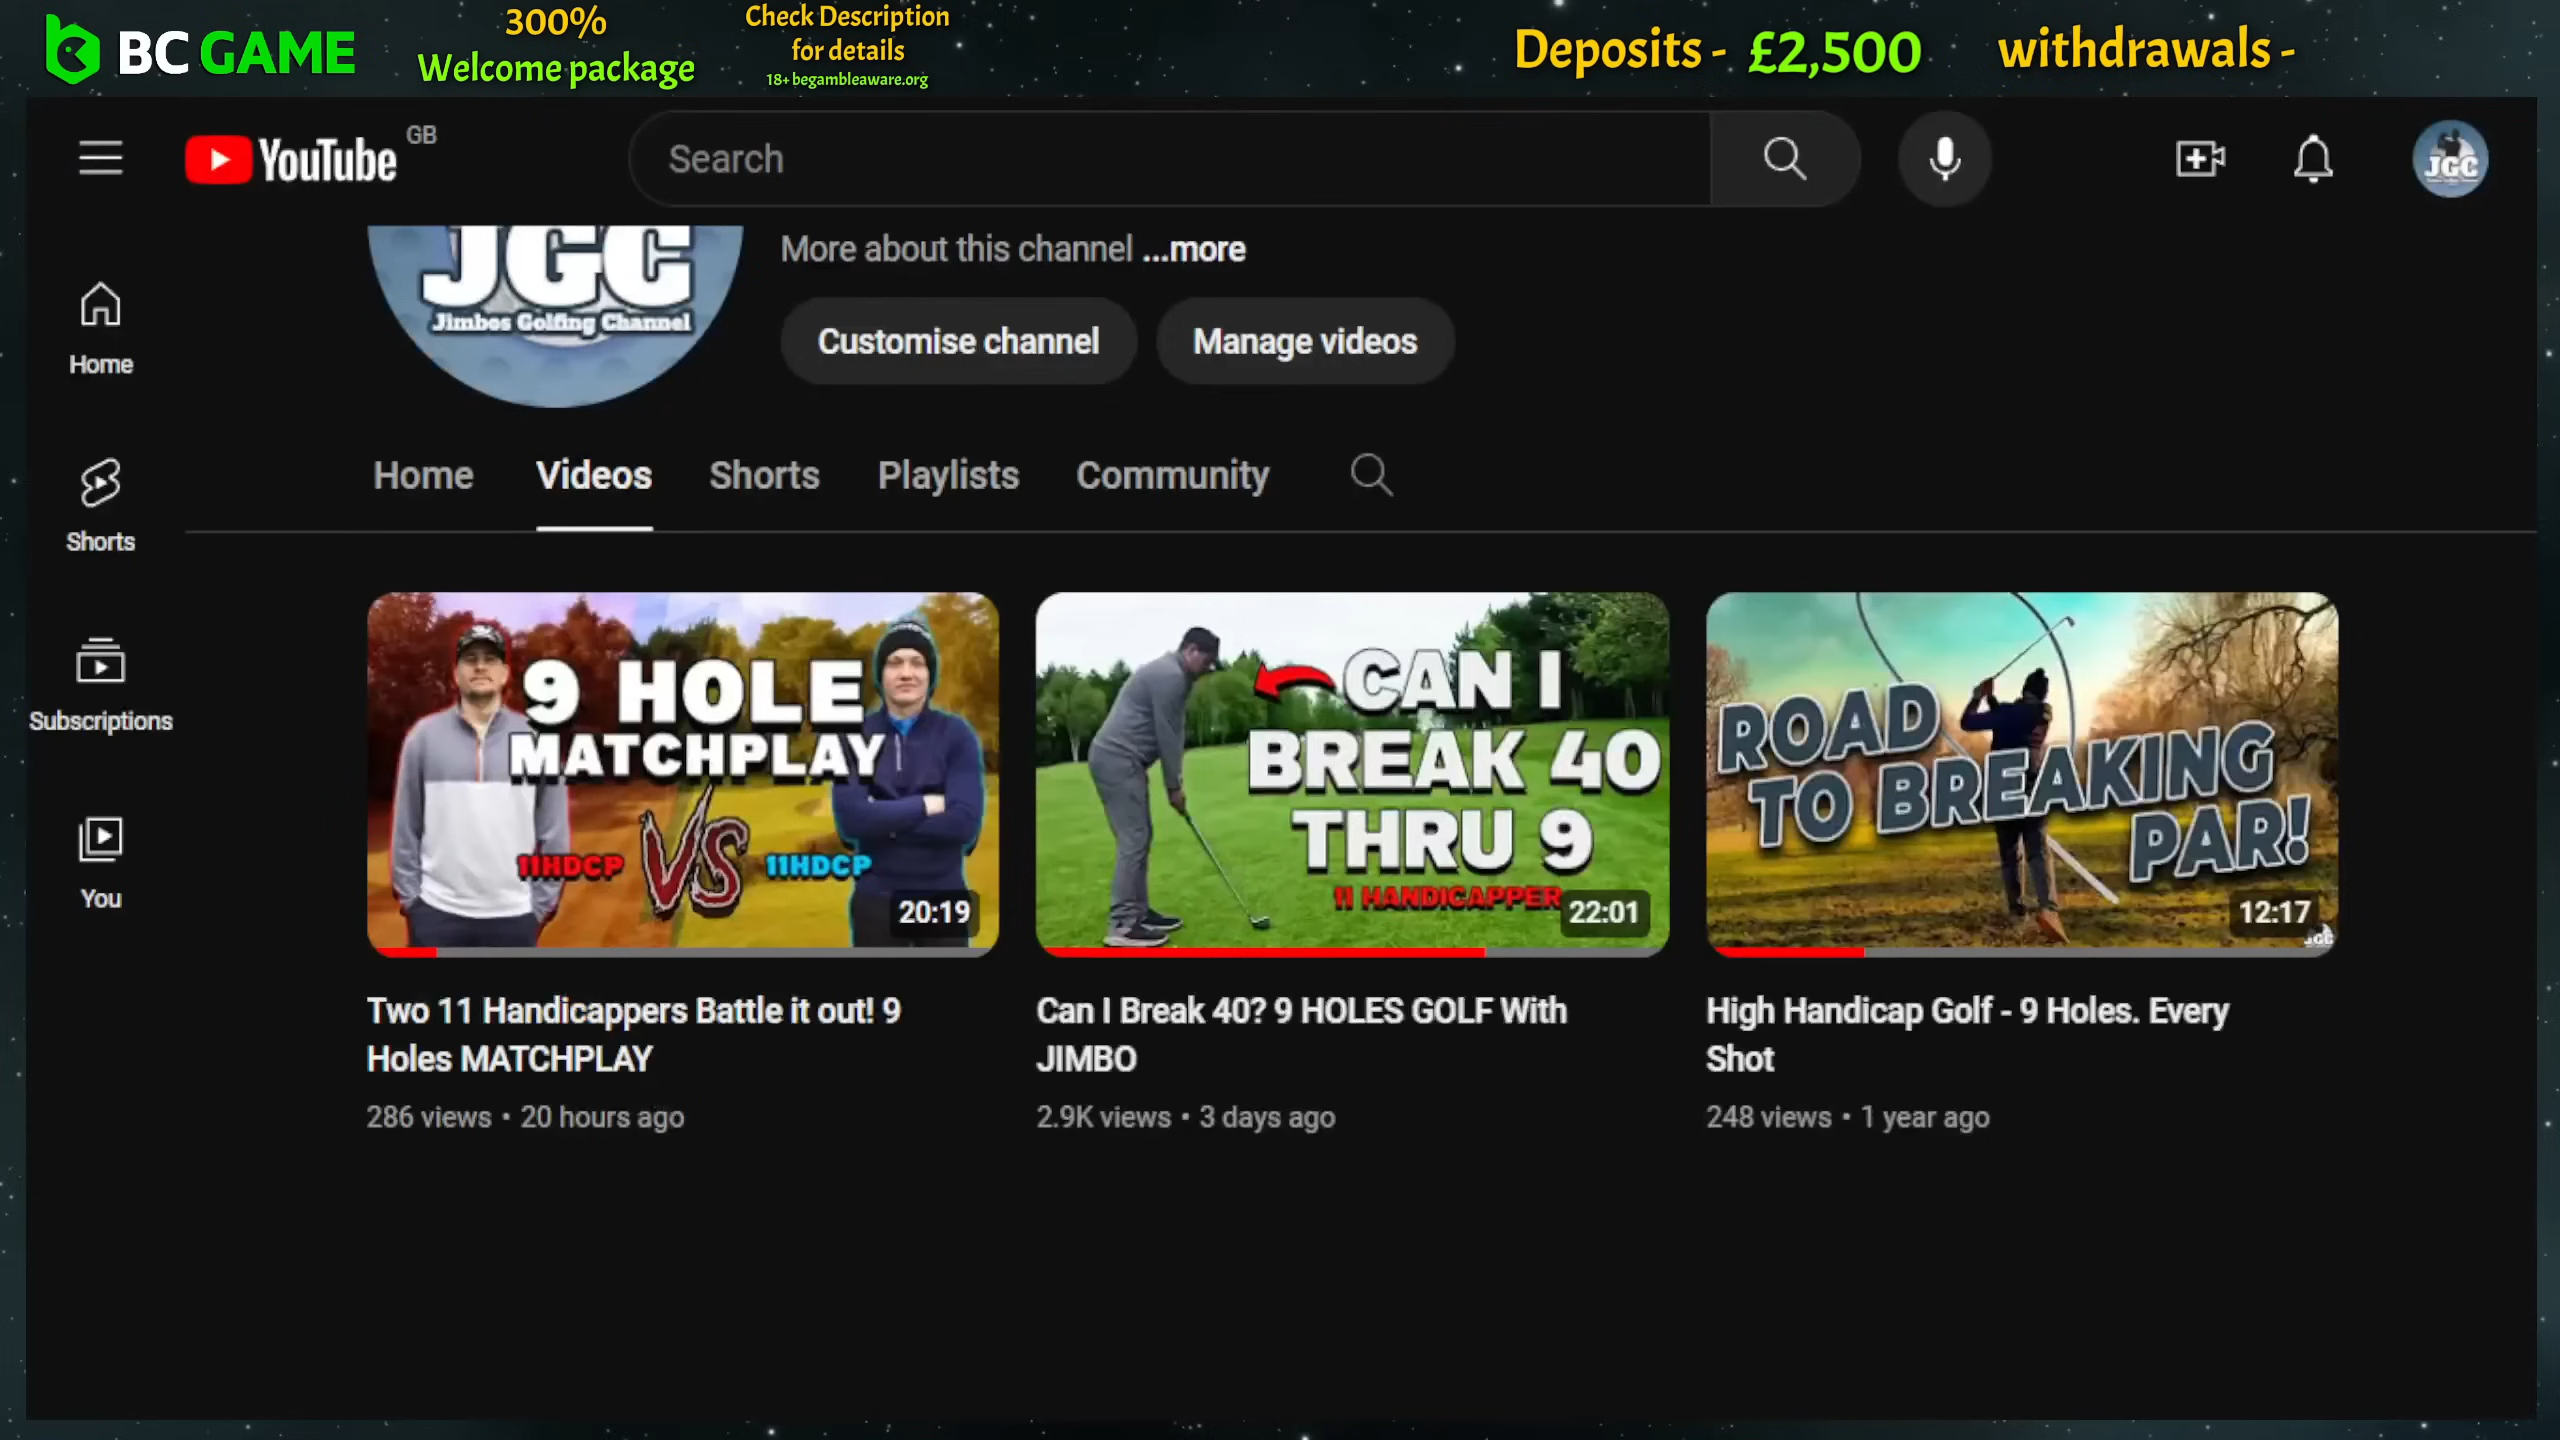 BC GAME
300%
Welcome package
Check Description
for details
18+ begambleaware.org
Deposits - £2,500
withdrawals -
YouTube GB
Search
JGC
JGC
Jimbos Golfing Channel
More about this channel ...more
Customise channel
Manage videos
Home
Shorts
Subscriptions
You
Home
Videos
Shorts
Playlists
Community
9 HOLE
MATCHPLAY
11HDCP VS 11HDCP
20:19
CAN I
BREAK 40
THRU 9
11 HANDICAPPER
22:01
ROAD
TO BREAKING
PAR!
12:17
JGC
Two 11 Handicappers Battle it out! 9
Holes MATCHPLAY
286 views • 20 hours ago
Can I Break 40? 9 HOLES GOLF With
JIMBO
2.9K views • 3 days ago
High Handicap Golf - 9 Holes. Every
Shot
248 views • 1 year ago